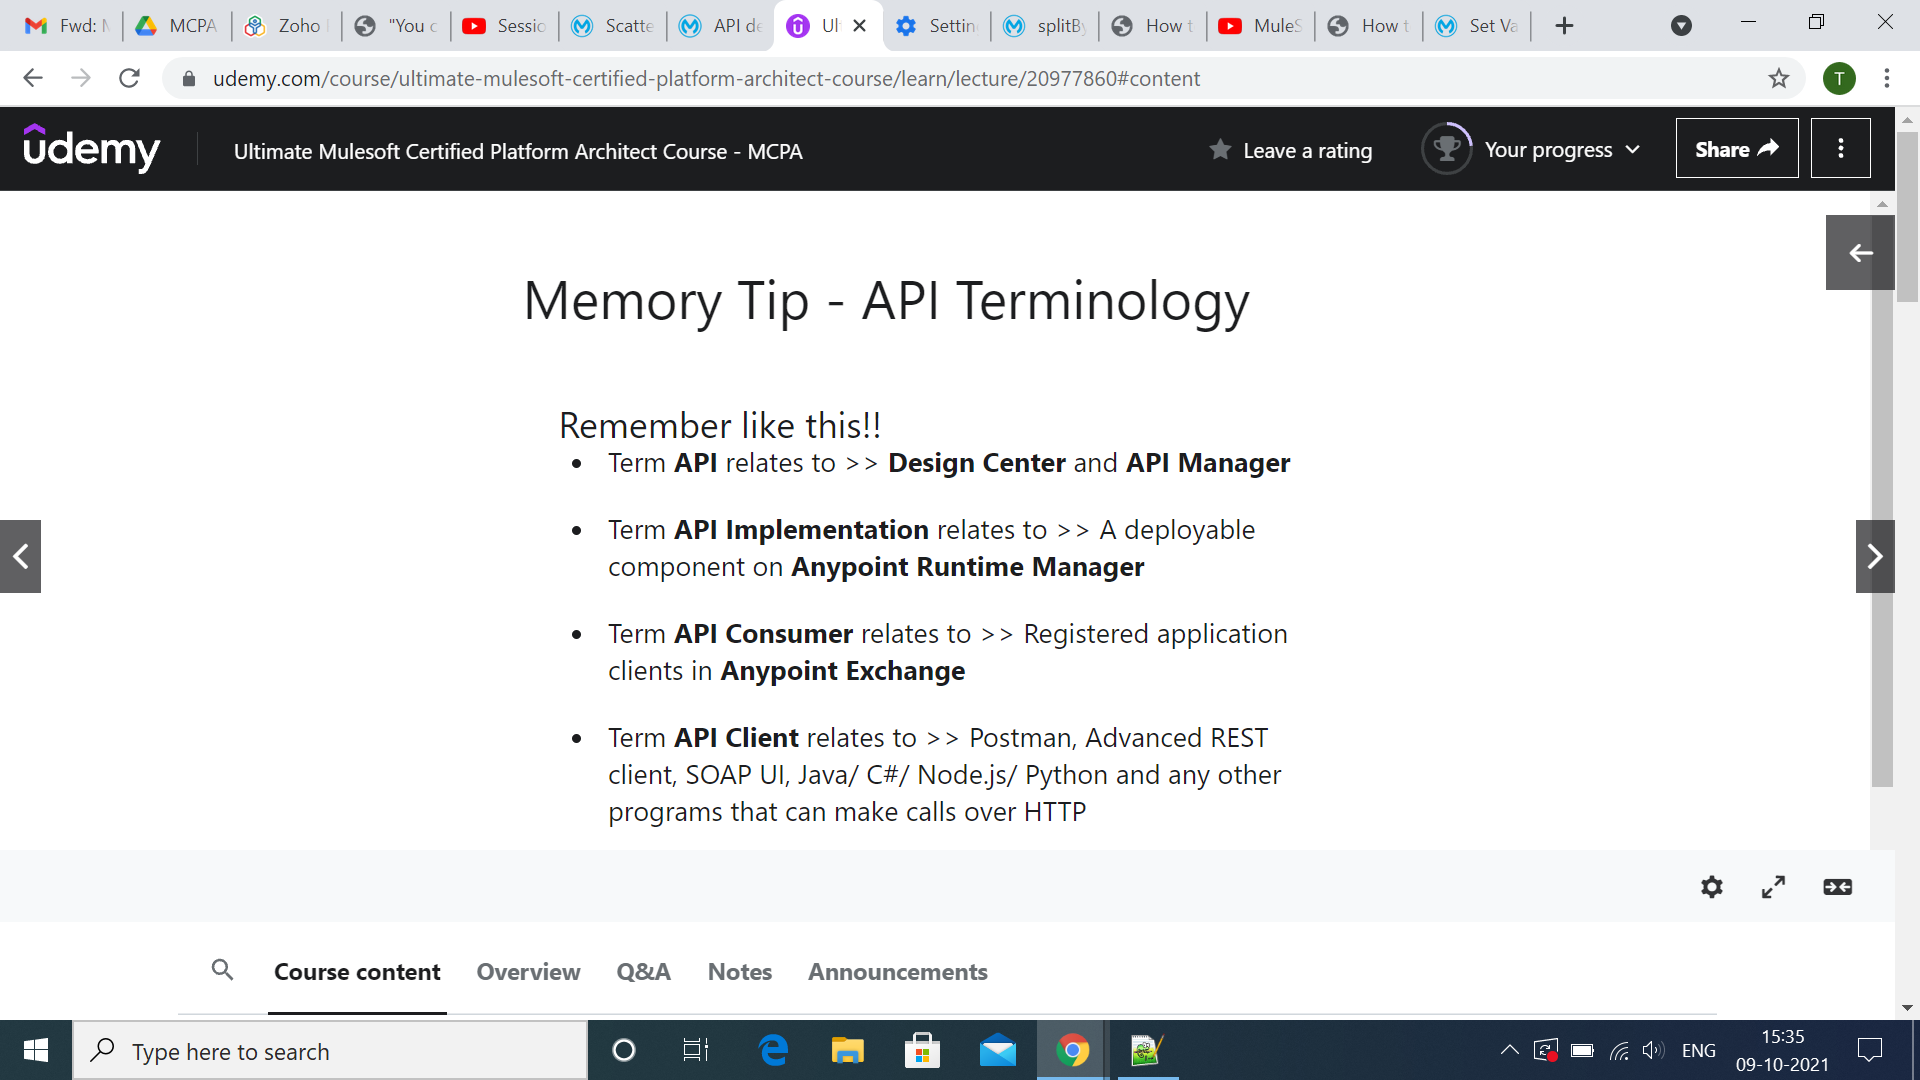 Fwd: M
MCPA
Zoho
"You c
Sessio
Scatte
API de
Ul
Settin
splitBy
How t
MuleS
How t
Set Va
udemy.com/course/ultimate-mulesoft-certified-platform-architect-course/learn/lecture/20977860#content
T
udemy
Ultimate Mulesoft Certified Platform Architect Course - MCPA
Leave a rating
Your progress
Share
Memory Tip - API Terminology
Remember like this!!
• Term API relates to >> Design Center and API Manager
• Term API Implementation relates to >> A deployable
component on Anypoint Runtime Manager
• Term API Consumer relates to >> Registered application
clients in Anypoint Exchange
• Term API Client relates to >> Postman, Advanced REST
client, SOAP UI, Java/ C#/ Node.js/ Python and any other
programs that can make calls over HTTP
Course content
Overview
Q&A
Notes
Announcements
Type here to search
ENG
15:35
09-10-2021